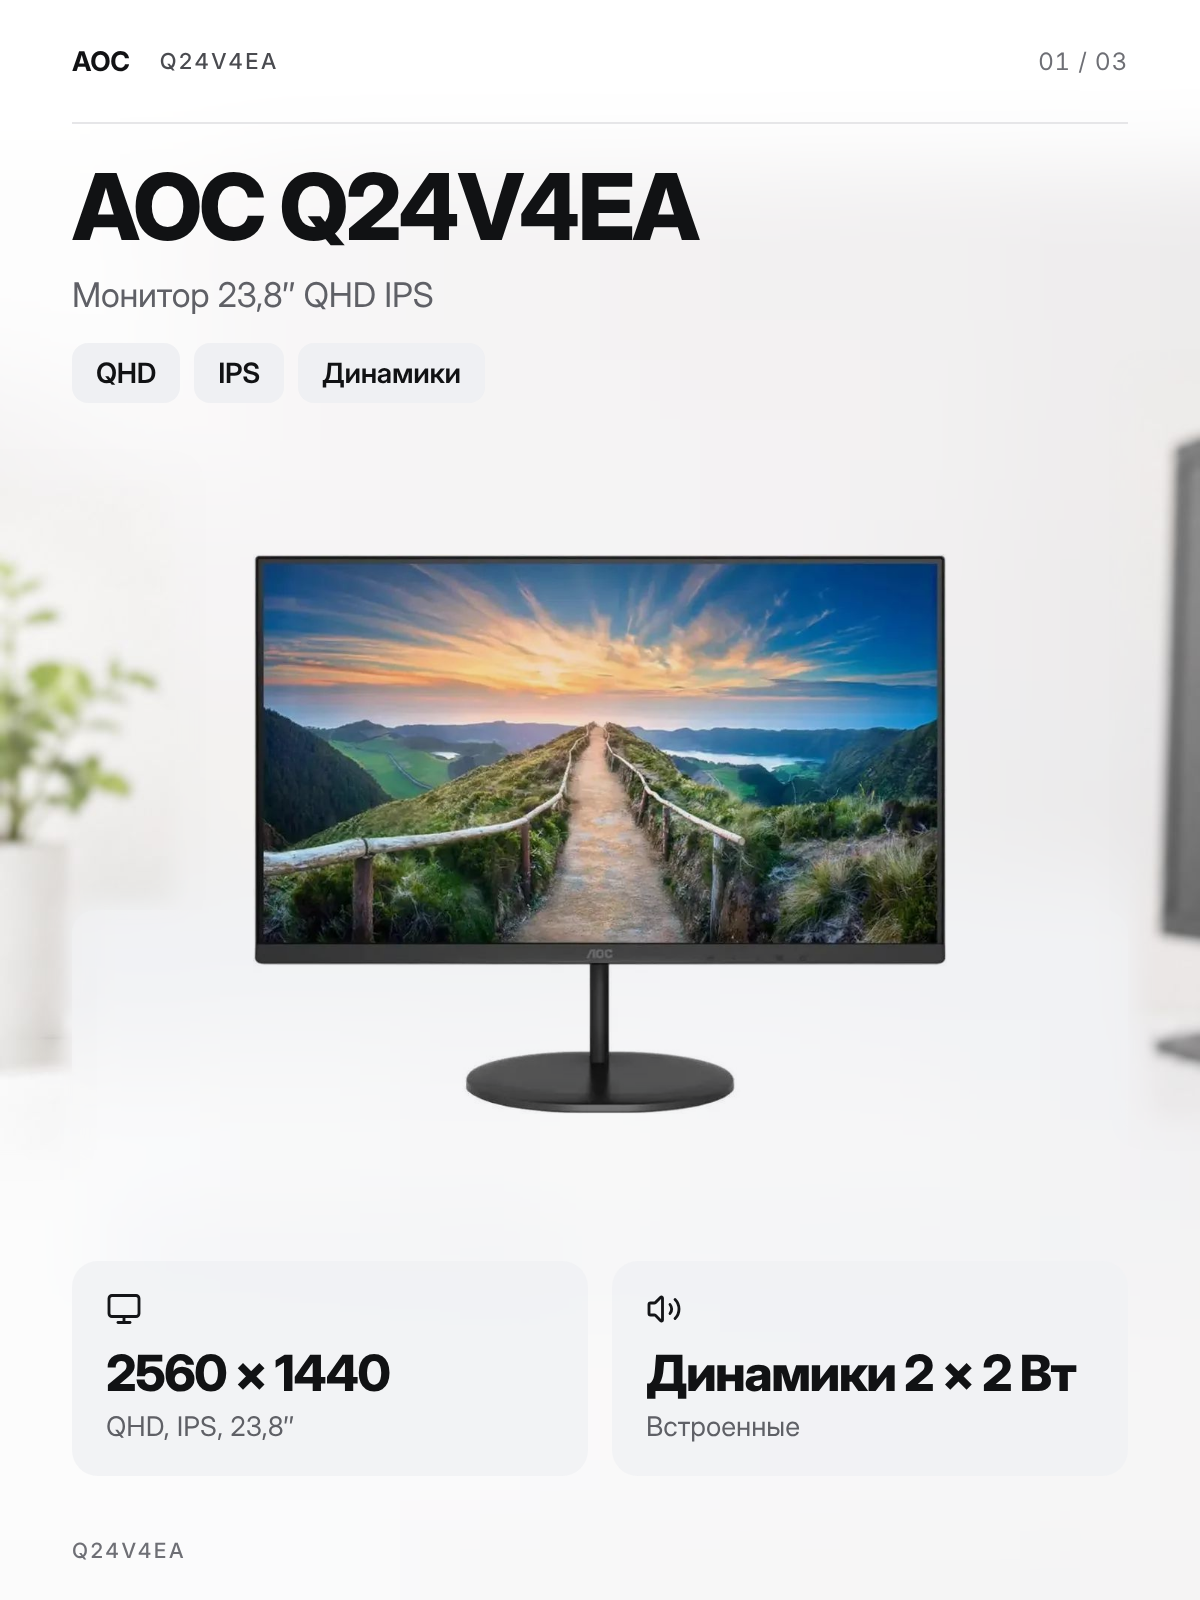 AOC Q24V4EA 01 / 03
AOC Q24V4EA
Монитор 23,8″ QHD IPS
QHD IPS Динамики
AOC
2560 × 1440
QHD, IPS, 23,8″
Динамики 2 × 2 Вт
Встроенные
Q24V4EA